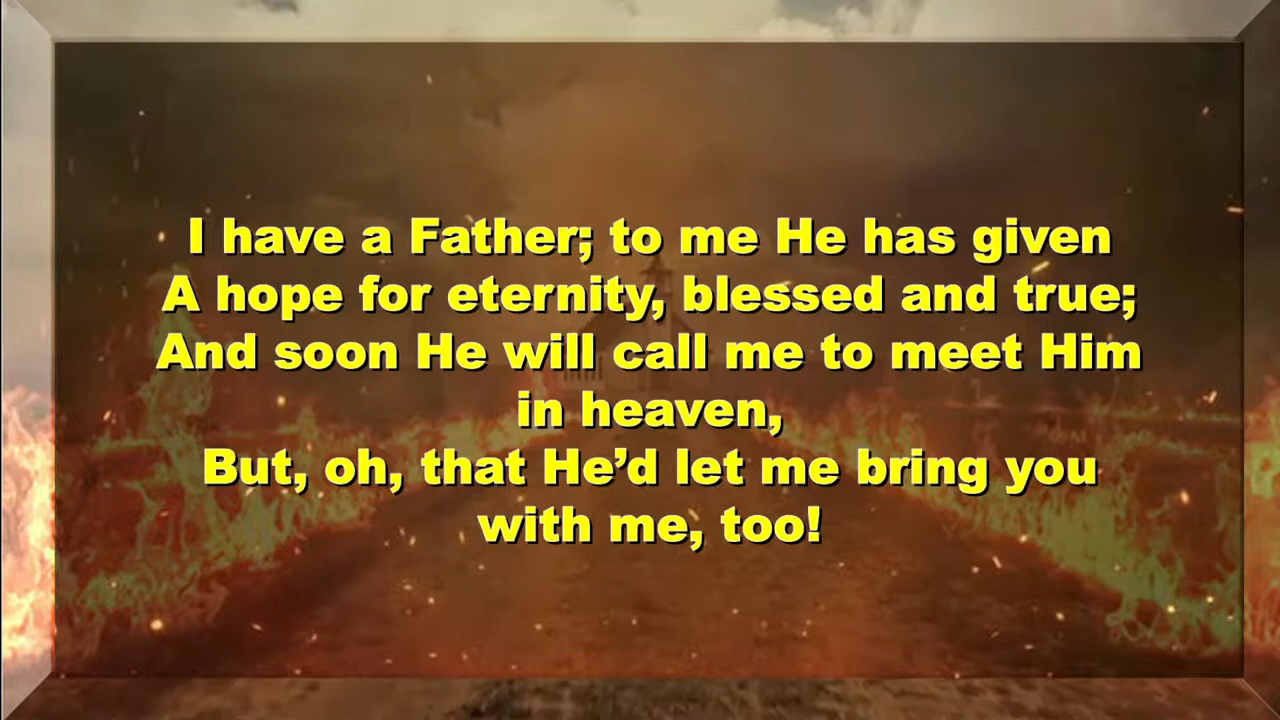 I have a Father; to me He has given
A hope for eternity, blessed and true;
And soon He will call me to meet Him
in heaven,
But, oh, that He’d let me bring you
with me, too!